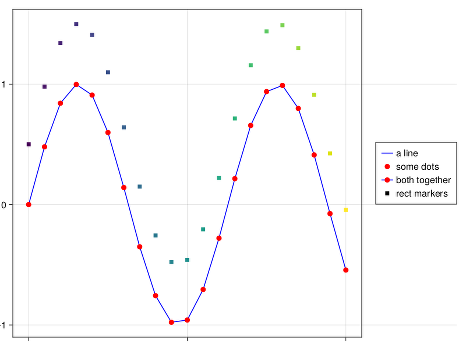 1
0
-1
a line
some dots
both together
rect markers